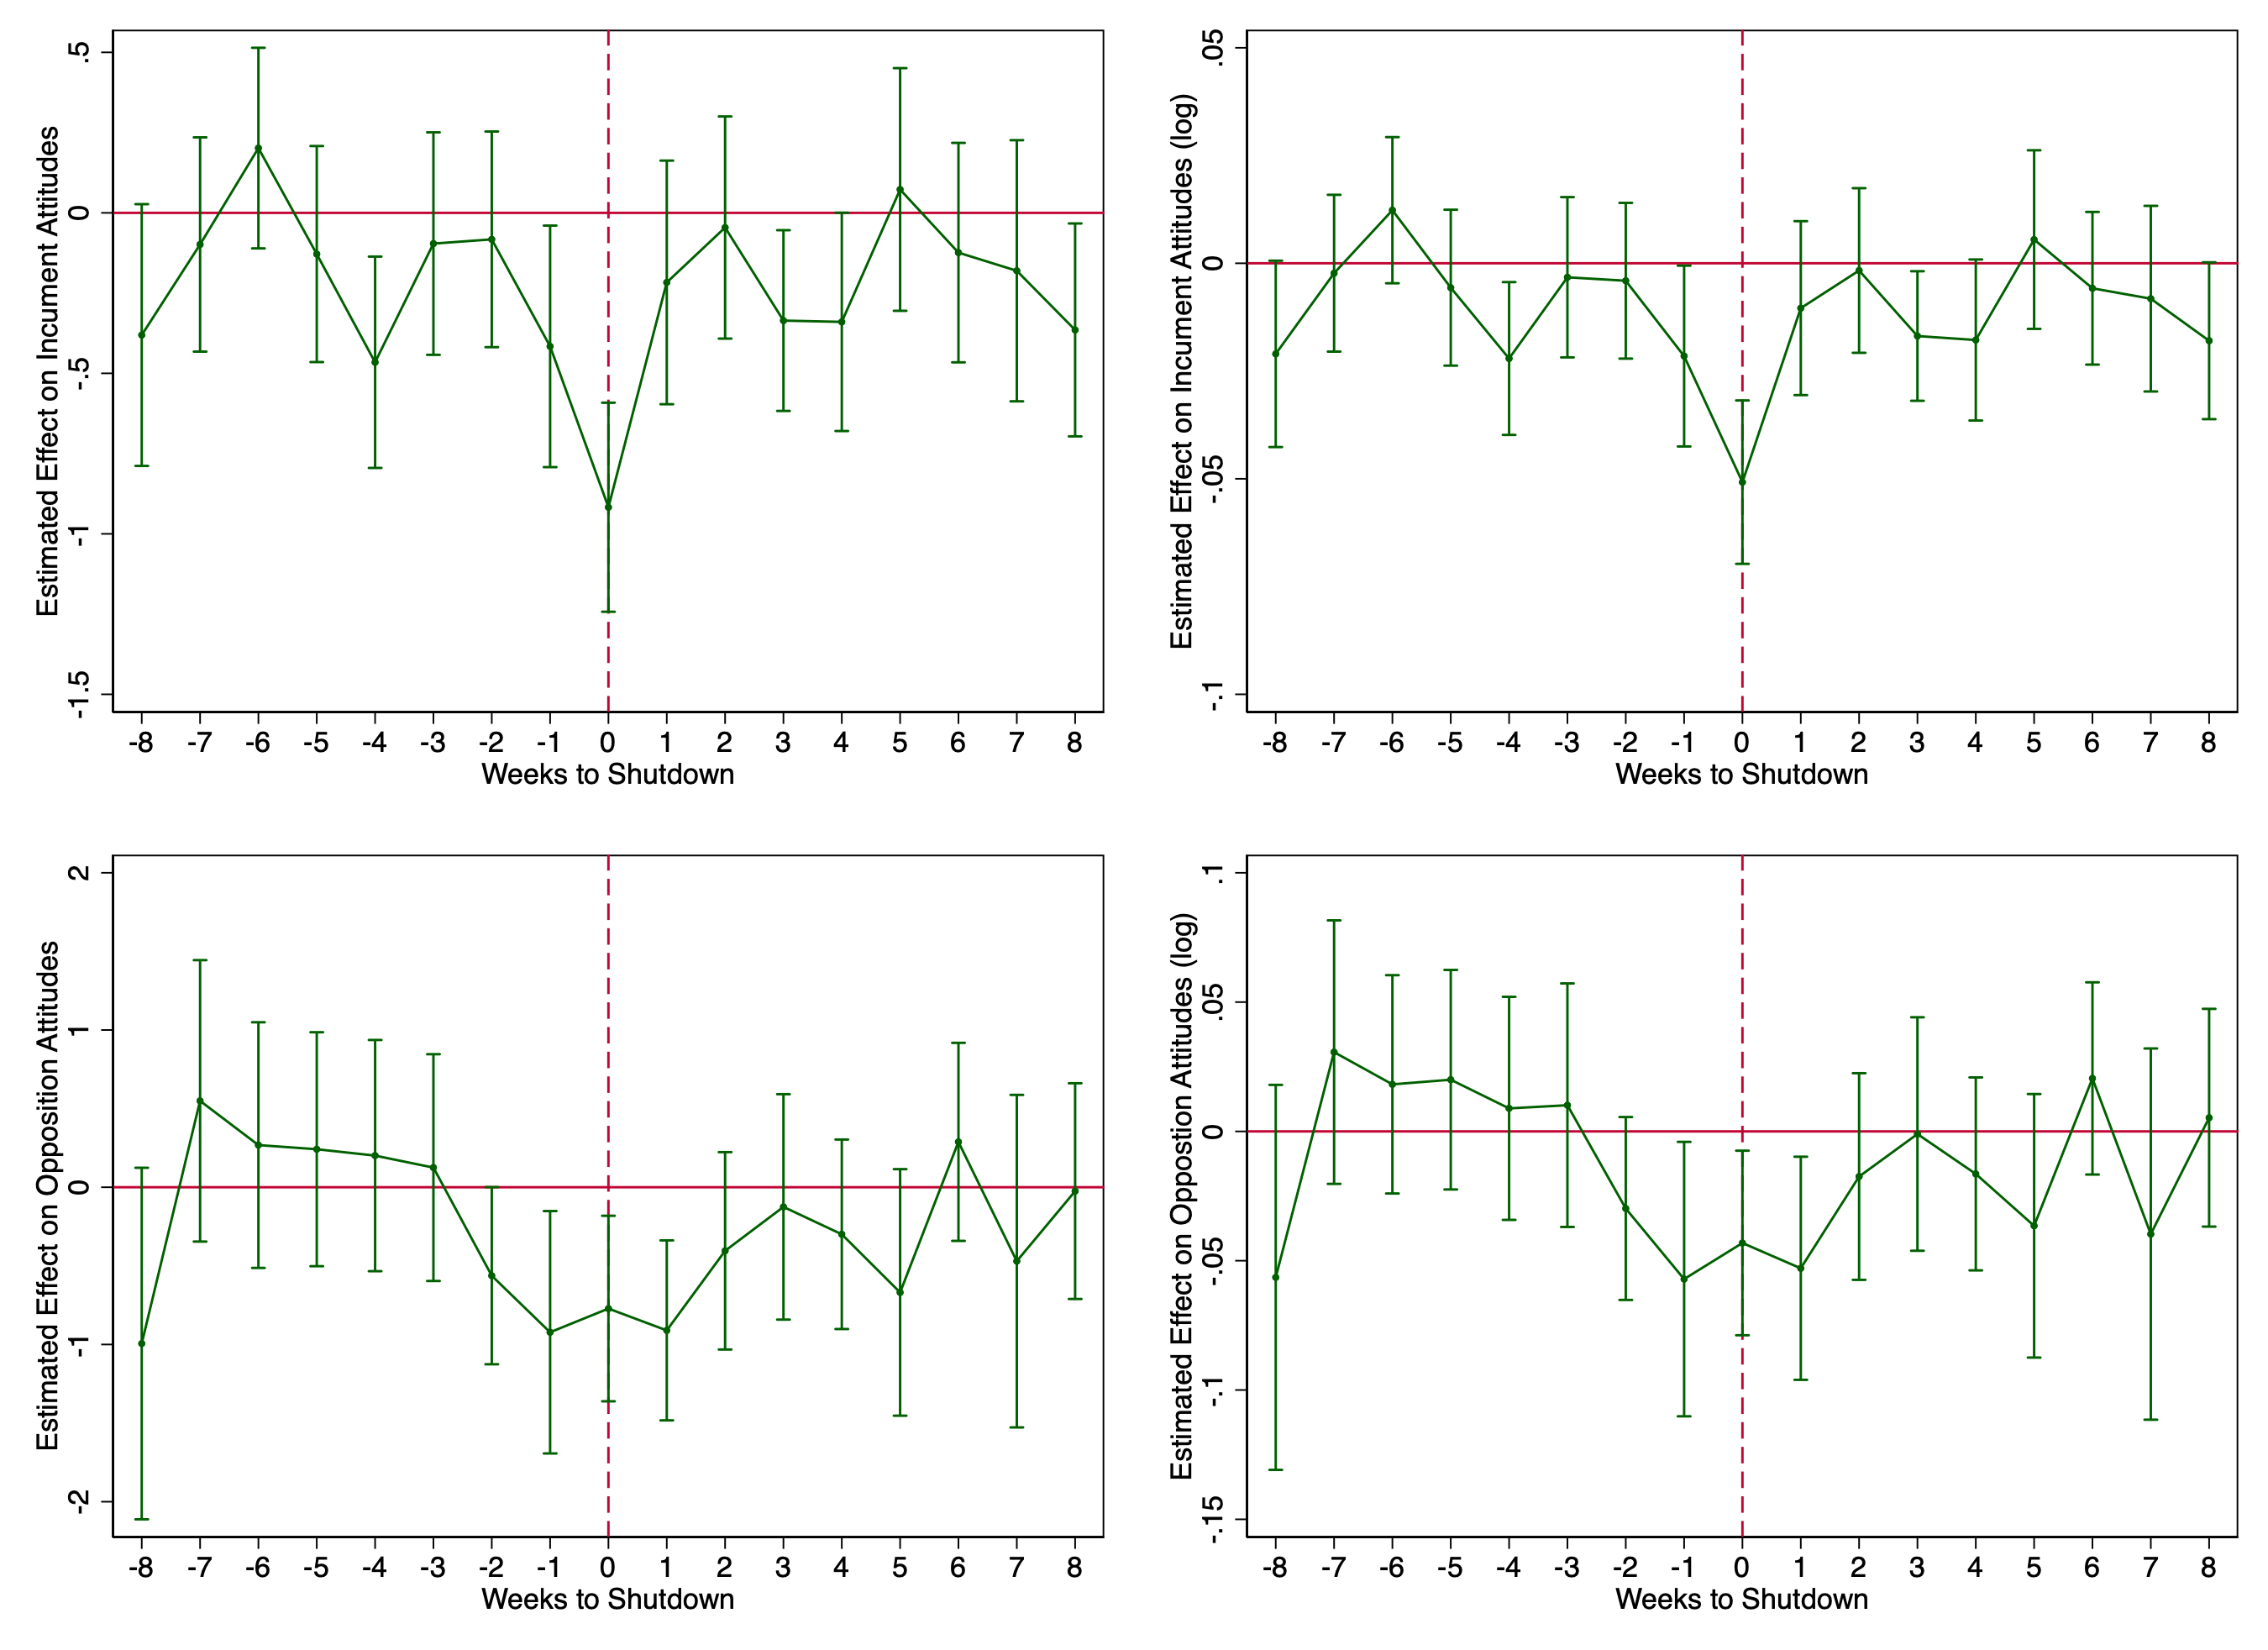 Estimated Effect on Incument Attitudes
.5
0
-.5
-1
-1.5
-8 -7 -6 -5 -4 -3 -2 -1 0 1 2 3 4 5 6 7 8
Weeks to Shutdown
Estimated Effect on Incument Attitudes (log)
.05
0
-.05
-.1
-8 -7 -6 -5 -4 -3 -2 -1 0 1 2 3 4 5 6 7 8
Weeks to Shutdown
Estimated Effect on Opposition Attitudes
2
1
0
-1
-2
-8 -7 -6 -5 -4 -3 -2 -1 0 1 2 3 4 5 6 7 8
Weeks to Shutdown
Estimated Effect on Oppostion Attitudes (log)
.1
.05
0
-.05
-.1
-.15
-8 -7 -6 -5 -4 -3 -2 -1 0 1 2 3 4 5 6 7 8
Weeks to Shutdown